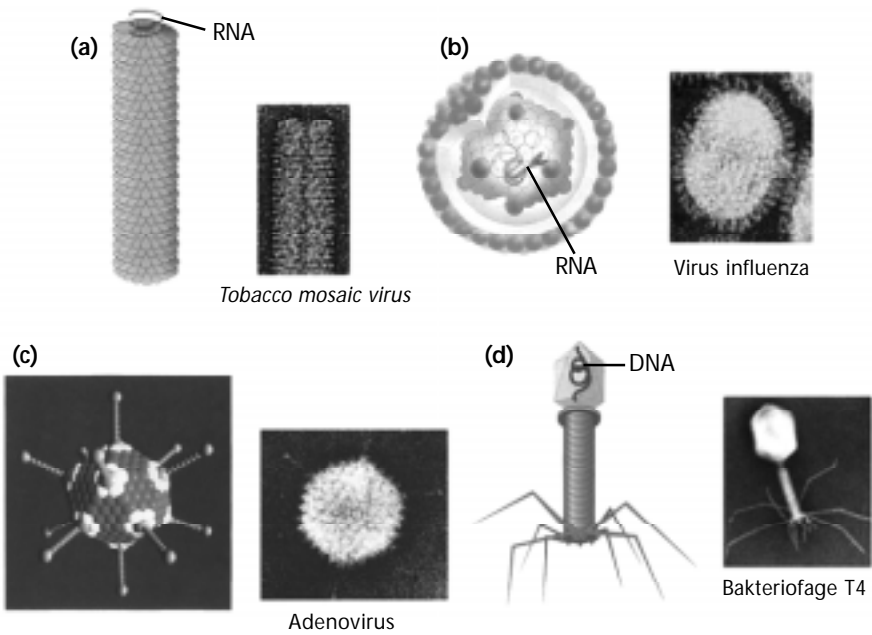 (a)
RNA
Tobacco mosaic virus
(b)
RNA
Virus influenza
(c)
Adenovirus
(d)
DNA
Bakteriofage T4